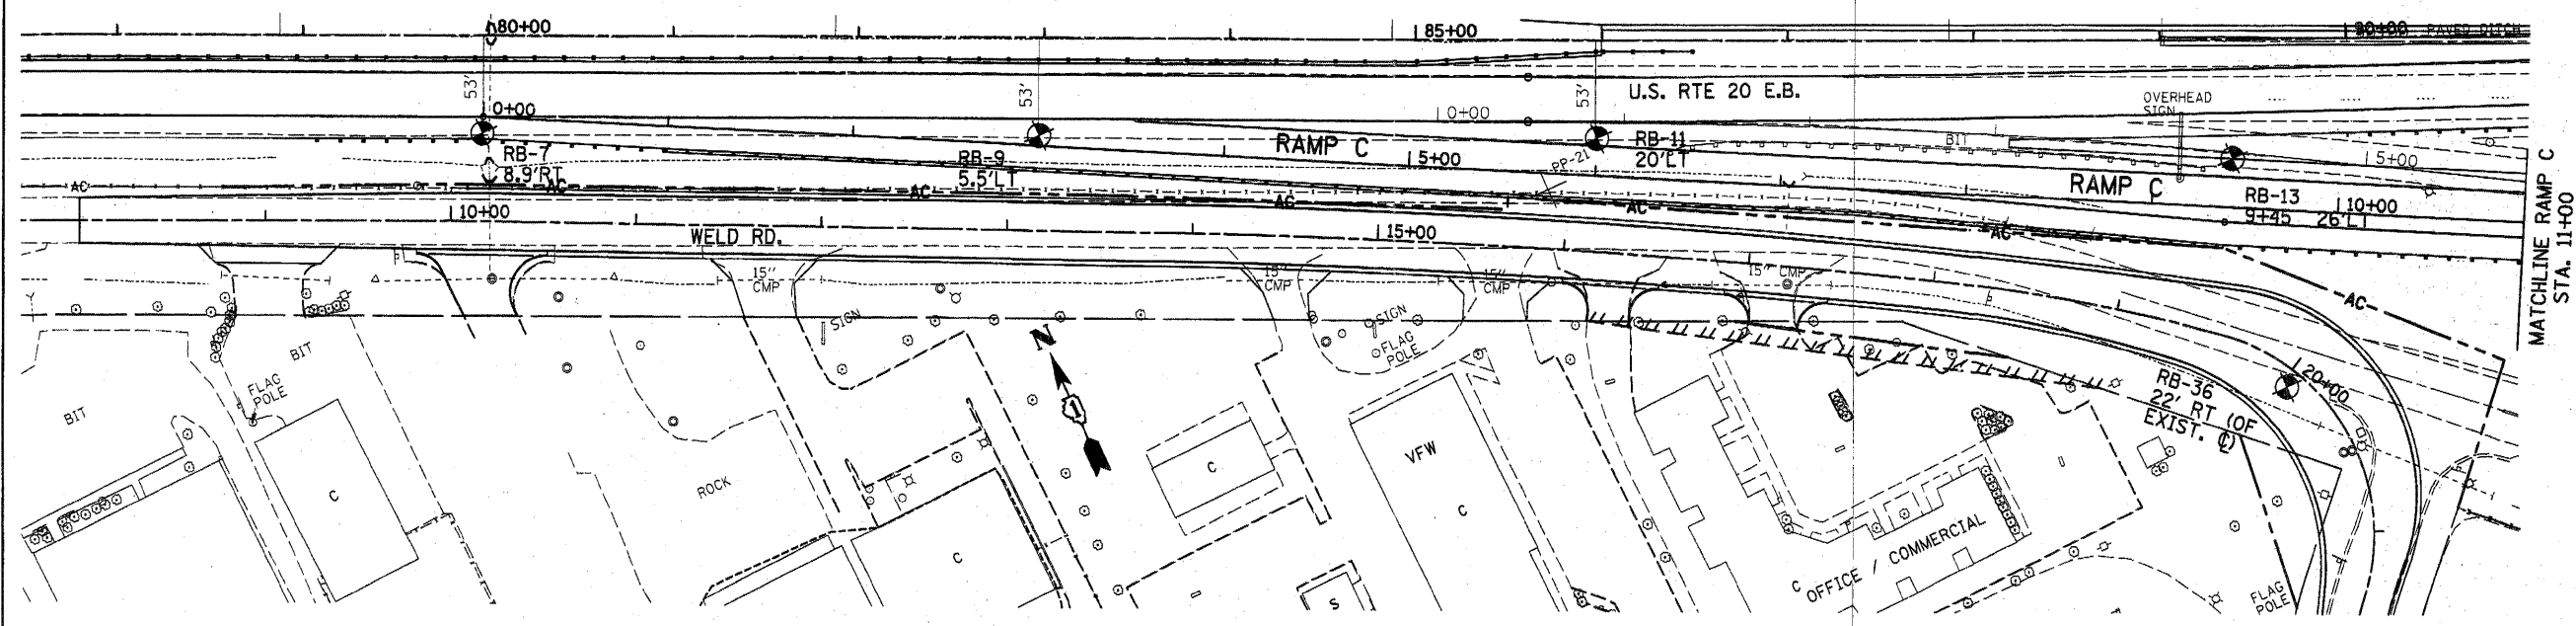 80+00
85+00
90+00 PAVED DITCH
53'
53'
53'
U.S. RTE 20 E.B.
OVERHEAD
SIGN
0+00
0+00
RB-7
8.9'RT
RB-9
5.5'LT
RAMP C
5+00
PP-21
RB-11
20'LT
BIT
5+00
RAMP C
RB-13
9+45 26'LT
10+00
MATCHLINE RAMP C
STA. 11+00
AC
AC
AC
AC
AC
AC
AC
10+00
WELD RD.
15+00
20+00
15" CMP
15" CMP
15" CMP
15" CMP
SIGN
SIGN
FLAG
POLE
BIT
BIT
FLAG
POLE
N
1
RB-36
22' RT (OF
EXIST. ℄)
ROCK
C
C
C
VFW
C
S
C
OFFICE / COMMERCIAL
FLAG
POLE